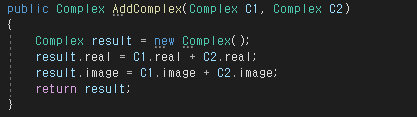 public Complex AddComplex(Complex C1, Complex C2)
{
    Complex result = new Complex();
    result.real = C1.real + C2.real;
    result.image = C1.image + C2.image;
    return result;
}